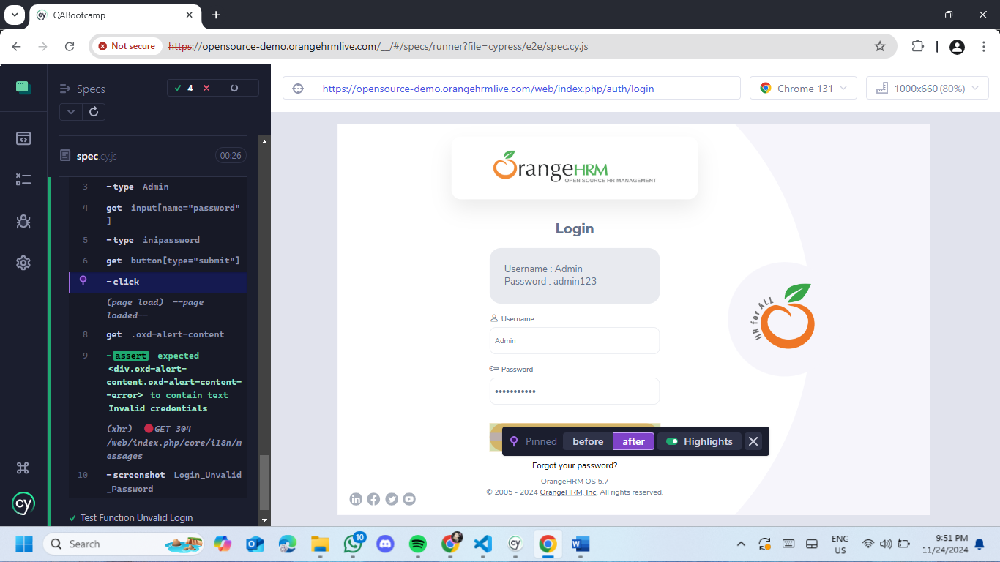 QABootcamp
Not secure
https://opensource-demo.orangehrmlive.com/__/#/specs/runner?file=cypress/e2e/spec.cy.js
Specs
4
--
--
https://opensource-demo.orangehrmlive.com/web/index.php/auth/login
Chrome 131
1000x660 (80%)
spec.cy.js
00:26
3 -type Admin
4 get input[name="password"
]
5 -type inipassword
6 get button[type="submit"]
-click
(page load) --page
loaded--
8 get .oxd-alert-content
9 -assert expected
<div.oxd-alert-
content.oxd-alert-content-
-error> to contain text
Invalid credentials
(xhr) GET 304
/web/index.php/core/i18n/m
essages
10 -screenshot Login_Unvalid
_Password
Test Function Unvalid Login
OrangeHRM
OPEN SOURCE HR MANAGEMENT
Login
Username : Admin
Password : admin123
Username
Admin
Password
•••••••••••
Pinned before after Highlights
Forgot your password?
OrangeHRM OS 5.7
© 2005 - 2024 OrangeHRM, Inc. All rights reserved.
HR for ALL
cy
Search
10
ENG
US
9:51 PM
11/24/2024